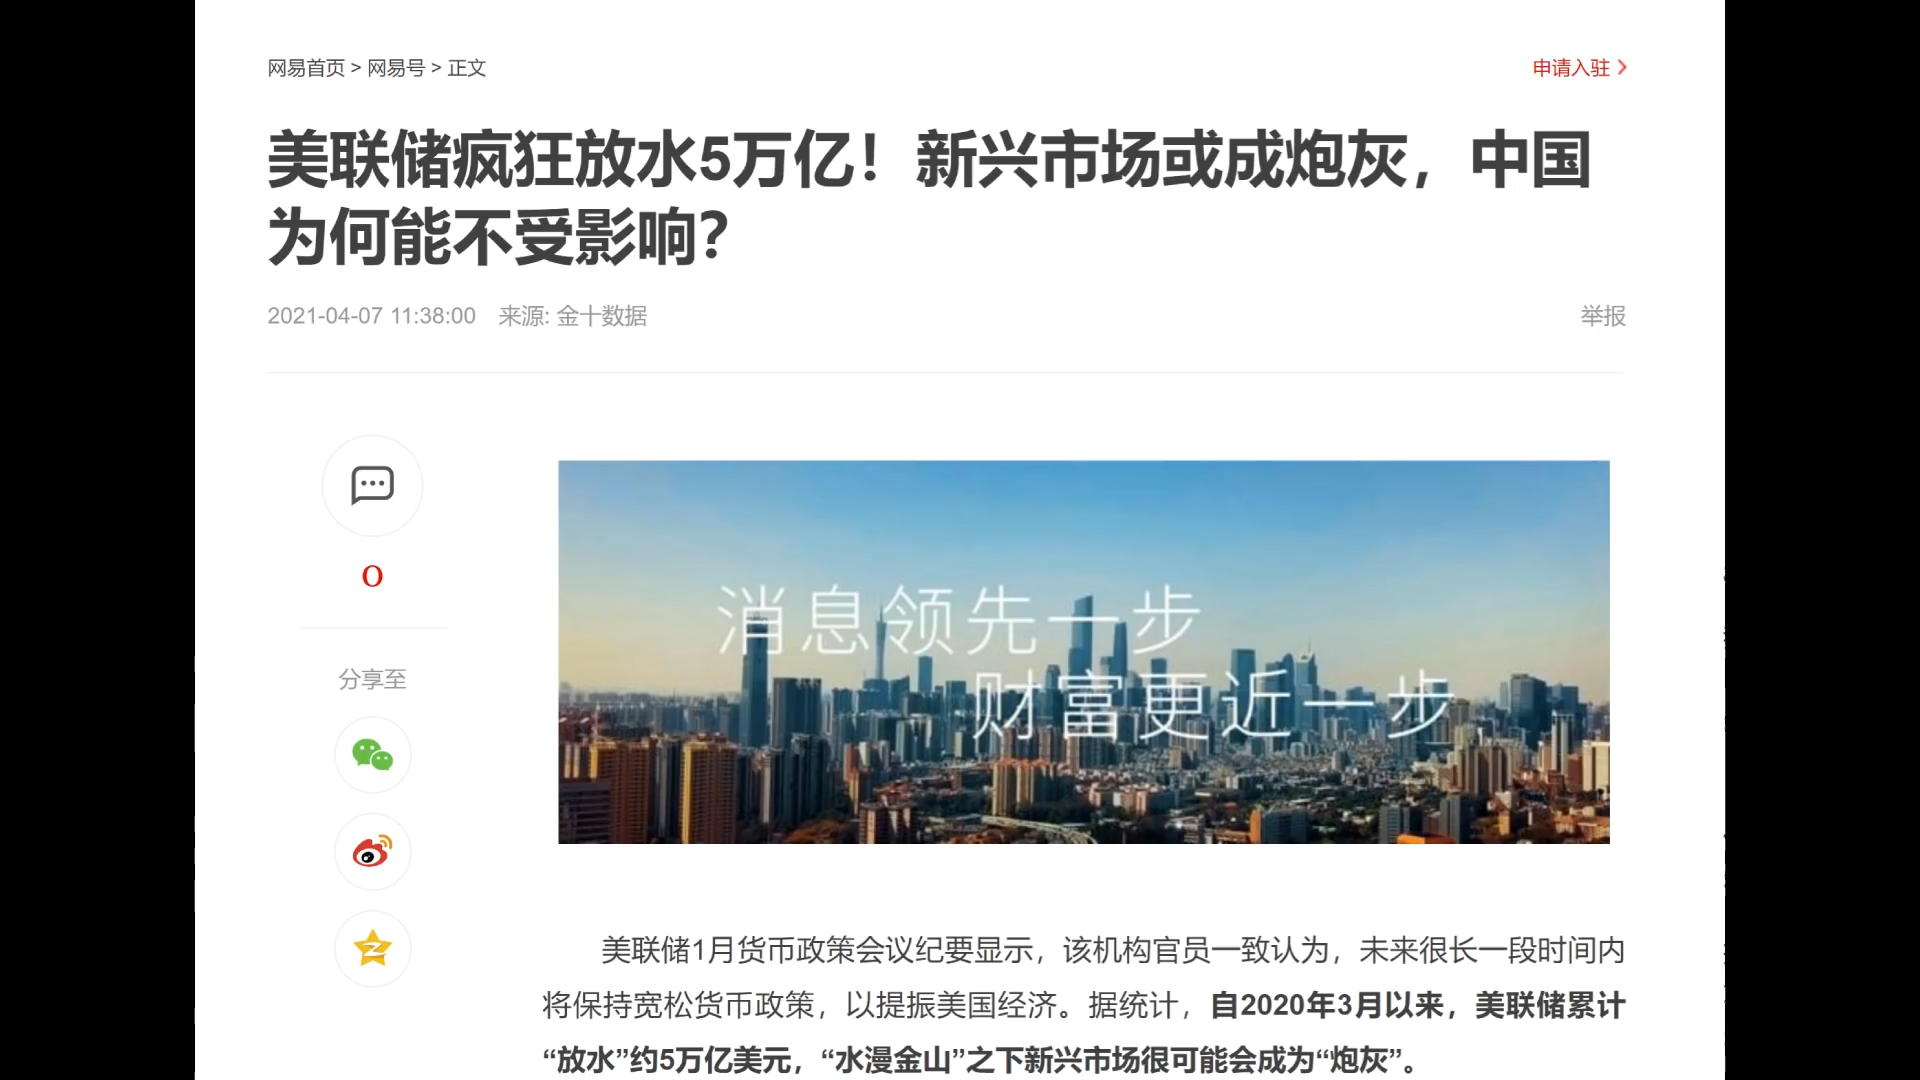 网易首页 > 网易号 > 正文
申请入驻
美联储疯狂放水5万亿！新兴市场或成炮灰，中国
为何能不受影响？
2021-04-07 11:38:00 来源: 金十数据
举报
0
分享至
消息领先一步
财富更近一步
美联储1月货币政策会议纪要显示，该机构官员一致认为，未来很长一段时间内
将保持宽松货币政策，以提振美国经济。据统计，自2020年3月以来，美联储累计
“放水”约5万亿美元，“水漫金山”之下新兴市场很可能会成为“炮灰”。